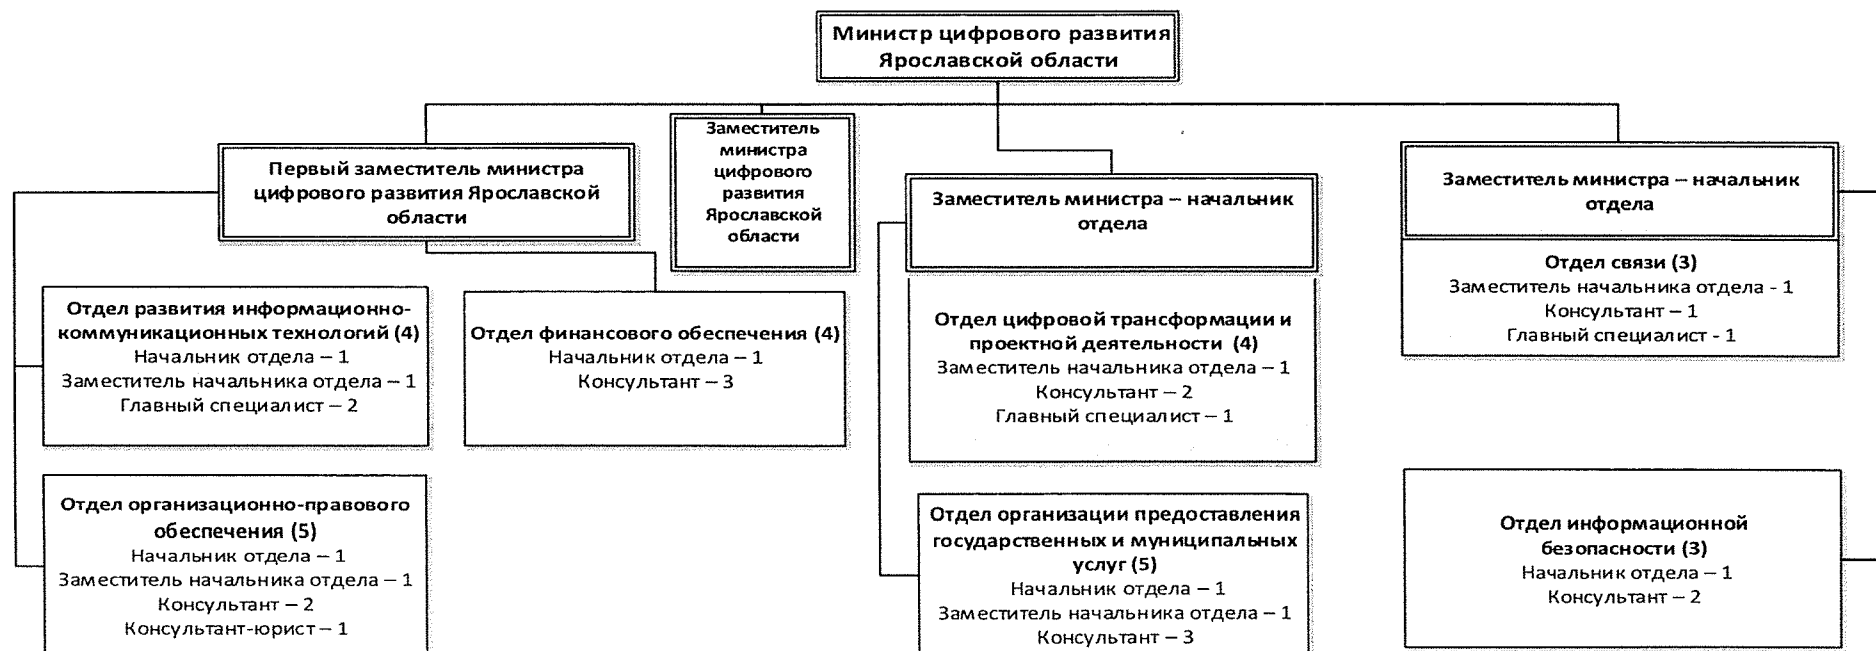 Министр цифрового развития
Ярославской области
Первый заместитель министра
цифрового развития Ярославской
области
Заместитель
министра
цифрового
развития
Ярославской
области
Заместитель министра – начальник
отдела
Заместитель министра – начальник
отдела
Отдел связи (3)
Заместитель начальника отдела - 1
Консультант – 1
Главный специалист - 1
Отдел развития информационно-
коммуникационных технологий (4)
Начальник отдела – 1
Заместитель начальника отдела – 1
Главный специалист – 2
Отдел финансового обеспечения (4)
Начальник отдела – 1
Консультант – 3
Отдел цифровой трансформации и
проектной деятельности (4)
Заместитель начальника отдела – 1
Консультант – 2
Главный специалист – 1
Отдел организационно-правового
обеспечения (5)
Начальник отдела – 1
Заместитель начальника отдела – 1
Консультант – 2
Консультант-юрист – 1
Отдел организации предоставления
государственных и муниципальных
услуг (5)
Начальник отдела – 1
Заместитель начальника отдела – 1
Консультант – 3
Отдел информационной
безопасности (3)
Начальник отдела – 1
Консультант – 2